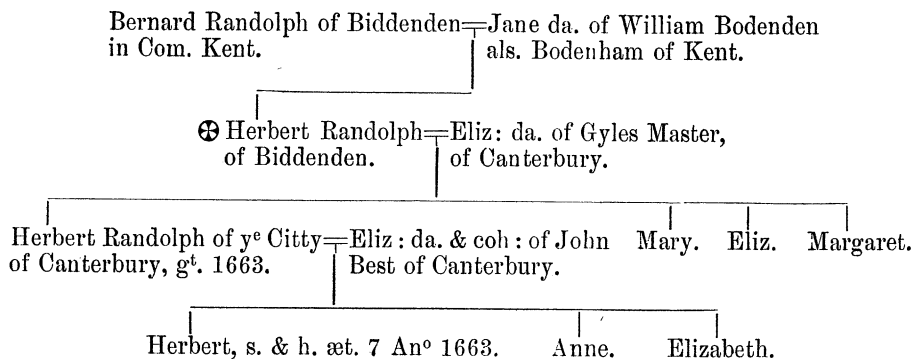 Bernard Randolph of Biddenden=Jane da. of William Bodenden
in Com. Kent. als. Bodenham of Kent.
✠ Herbert Randolph=Eliz: da. of Gyles Master,
of Biddenden. of Canterbury.
Herbert Randolph of yᵉ Citty=Eliz: da. & coh: of John Mary. Eliz. Margaret.
of Canterbury, gᵗ. 1663. Best of Canterbury.
Herbert, s. & h. æt. 7 Anº 1663. Anne. Elizabeth.